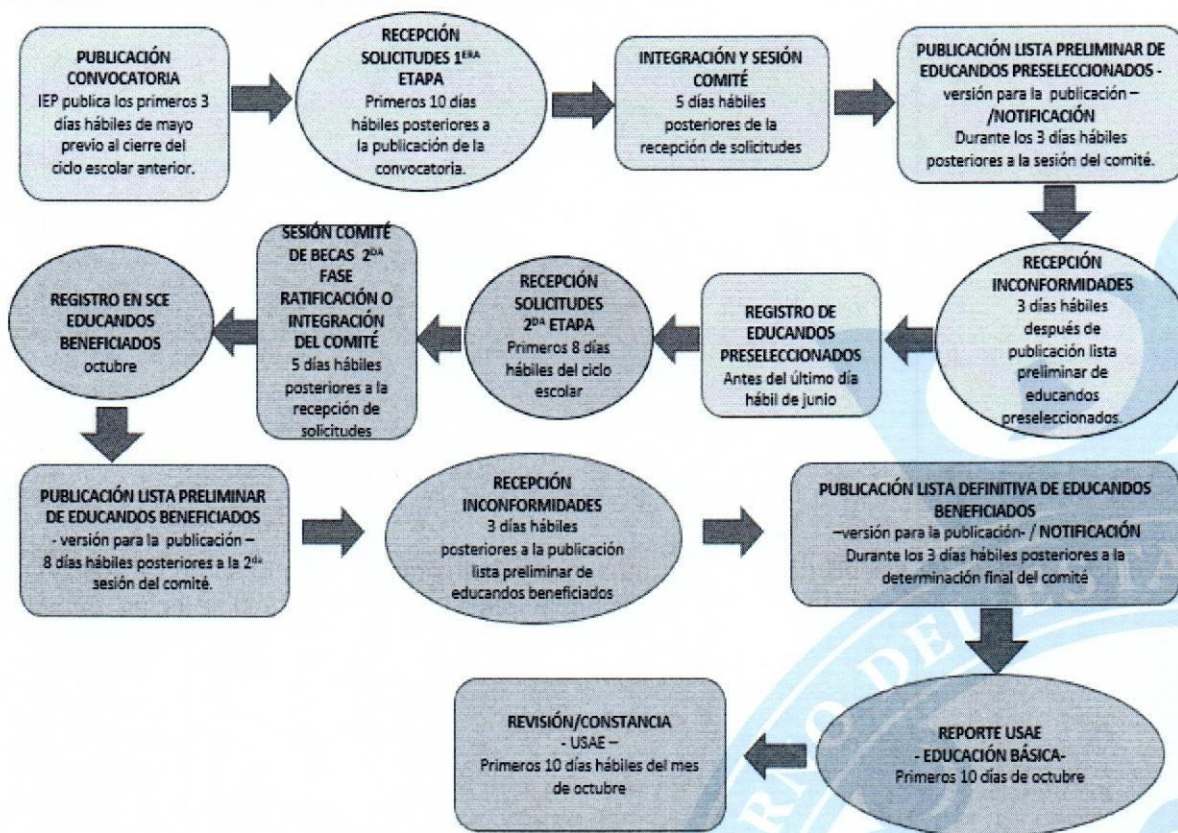 PUBLICACIÓN
CONVOCATORIA
IEP publica los primeros 3
días hábiles de mayo
previo al cierre del
ciclo escolar anterior.
RECEPCIÓN
SOLICITUDES 1ERA
ETAPA
Primeros 10 días
hábiles posteriores a
la publicación de la
convocatoria.
INTEGRACIÓN Y SESIÓN
COMITÉ
5 días hábiles
posteriores de la
recepción de solicitudes
PUBLICACIÓN LISTA PRELIMINAR DE
EDUCANDOS PRESELECCIONADOS -
versión para la publicación –
/NOTIFICACIÓN
Durante los 3 días hábiles
posteriores a la sesión del comité.
RECEPCIÓN
INCONFORMIDADES
3 días hábiles
después de
publicación lista
preliminar de
educandos
preseleccionados.
REGISTRO DE
EDUCANDOS
PRESELECCIONADOS
Antes del último día
hábil de junio
RECEPCIÓN
SOLICITUDES
2DA ETAPA
Primeros 8 días
hábiles del ciclo
escolar
SESIÓN COMITÉ
DE BECAS 2DA
FASE
RATIFICACIÓN O
INTEGRACIÓN
DEL COMITÉ
5 días hábiles
posteriores a la
recepción de
solicitudes
REGISTRO EN SCE
EDUCANDOS
BENEFICIADOS
octubre
PUBLICACIÓN LISTA PRELIMINAR
DE EDUCANDOS BENEFICIADOS
- versión para la publicación –
8 días hábiles posteriores a la 2da
sesión del comité.
RECEPCIÓN
INCONFORMIDADES
3 días hábiles
posteriores a la publicación
lista preliminar de
educandos beneficiados
PUBLICACIÓN LISTA DEFINITIVA DE EDUCANDOS
BENEFICIADOS
–versión para la publicación- / NOTIFICACIÓN
Durante los 3 días hábiles posteriores a la
determinación final del comité
REPORTE USAE
- EDUCACIÓN BÁSICA-
Primeros 10 días de octubre
REVISIÓN/CONSTANCIA
- USAE –
Primeros 10 días hábiles del mes
de octubre